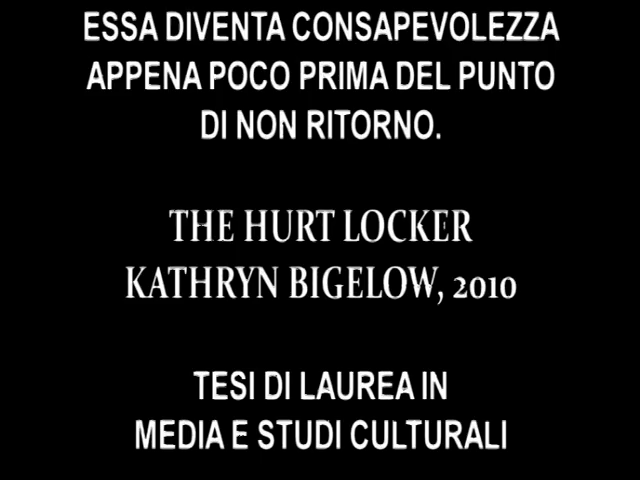 ESSA DIVENTA CONSAPEVOLEZZA
APPENA POCO PRIMA DEL PUNTO
DI NON RITORNO.
THE HURT LOCKER
KATHRYN BIGELOW, 2010
TESI DI LAUREA IN
MEDIA E STUDI CULTURALI